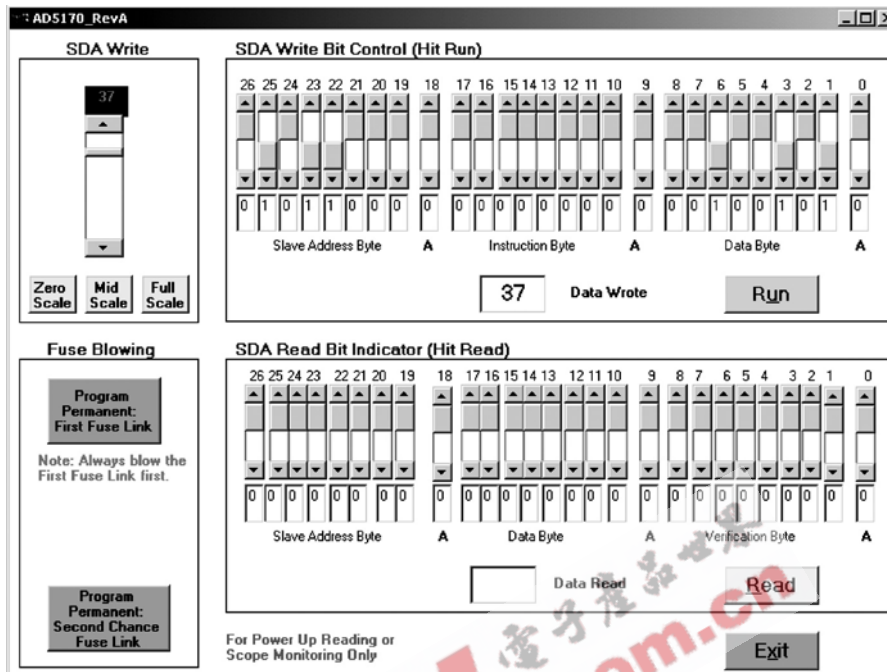 AD5170_RevA
SDA Write
37
Zero Scale
Mid Scale
Full Scale
SDA Write Bit Control (Hit Run)
26 25 24 23 22 21 20 19 18 17 16 15 14 13 12 11 10 9 8 7 6 5 4 3 2 1 0
0 1 0 1 1 0 0 0 0 0 0 0 0 0 0 0 0 0 0 0 1 0 0 1 0 1 0
Slave Address Byte A Instruction Byte A Data Byte A
37 Data Wrote Run
Fuse Blowing
Program
Permanent:
First Fuse Link
Note: Always blow the
First Fuse Link first.
Program
Permanent:
Second Chance
Fuse Link
SDA Read Bit Indicator (Hit Read)
26 25 24 23 22 21 20 19 18 17 16 15 14 13 12 11 10 9 8 7 6 5 4 3 2 1 0
0 0 0 0 0 0 0 0 0 0 0 0 0 0 0 0 0 0 0 0 0 0 0 0 0 0 0
Slave Address Byte A Data Byte A Verification Byte A
Data Read Read
For Power Up Reading or
Scope Monitoring Only
Exit
電子產品世界
om.cn